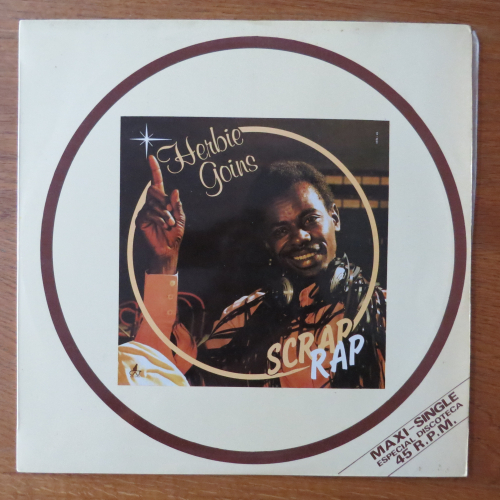 Herbie
Goins
SCRAP
RAP
MAXI-SINGLE
ESPECIAL DISCOTECA
45 R.P.M.